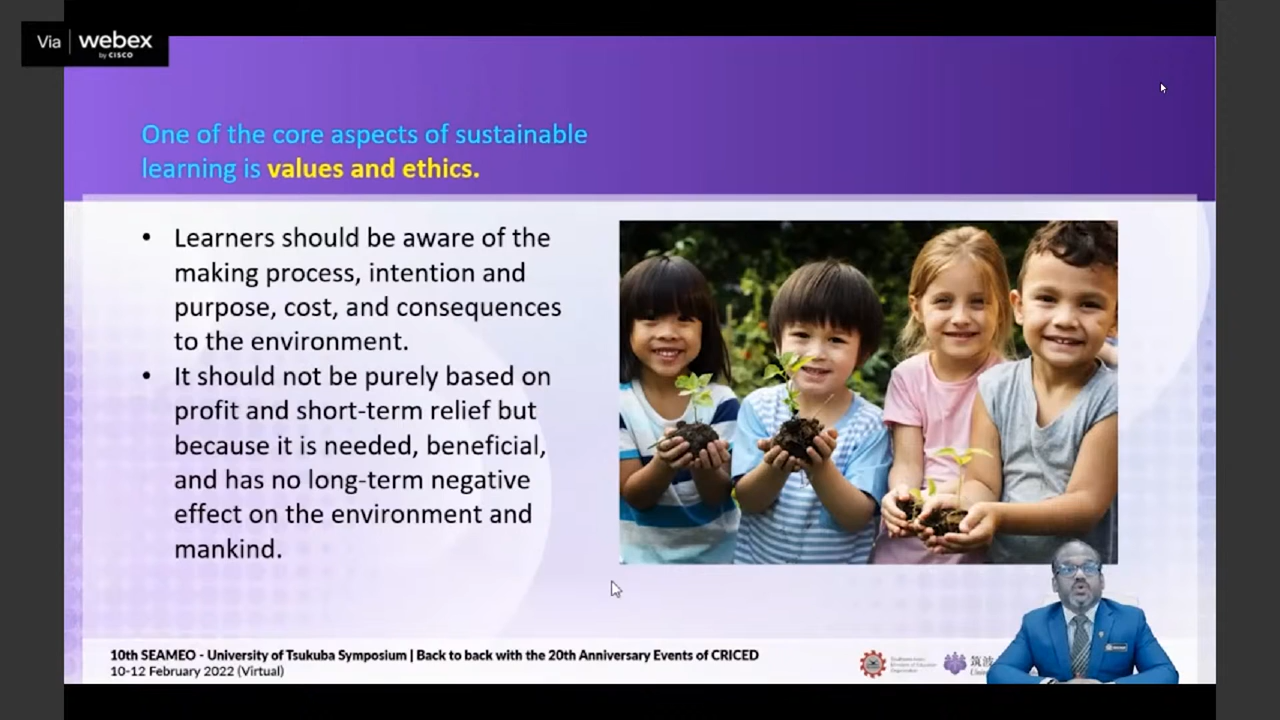 Via webex
by CISCO
One of the core aspects of sustainable
learning is values and ethics.
• Learners should be aware of the
making process, intention and
purpose, cost, and consequences
to the environment.
• It should not be purely based on
profit and short-term relief but
because it is needed, beneficial,
and has no long-term negative
effect on the environment and
mankind.
10th SEAMEO - University of Tsukuba Symposium | Back to back with the 20th Anniversary Events of CRICED
10-12 February 2022 (Virtual)
筑波